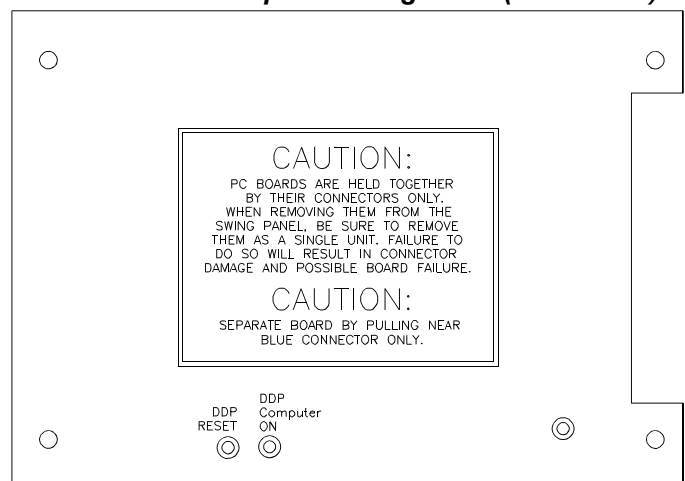 CAUTION:
PC BOARDS ARE HELD TOGETHER
BY THEIR CONNECTORS ONLY.
WHEN REMOVING THEM FROM THE
SWING PANEL, BE SURE TO REMOVE
THEM AS A SINGLE UNIT. FAILURE TO
DO SO WILL RESULT IN CONNECTOR
DAMAGE AND POSSIBLE BOARD FAILURE.
CAUTION:
SEPARATE BOARD BY PULLING NEAR
BLUE CONNECTOR ONLY.
DDP
RESET
DDP
Computer
ON